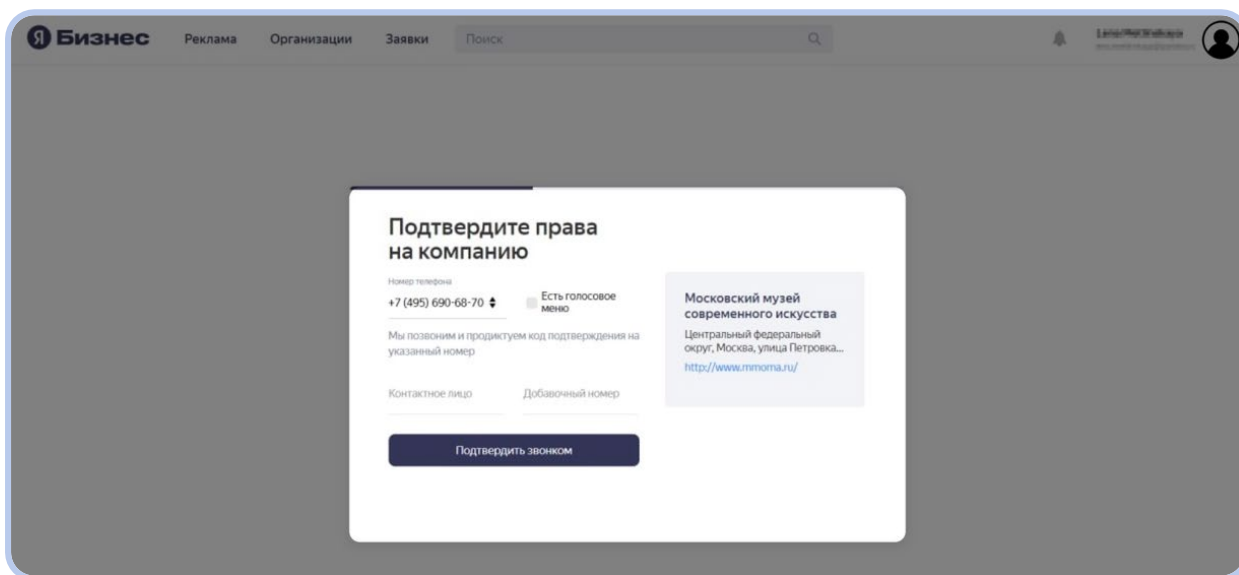 Я Бизнес Реклама Организации Заявки Поиск
Подтвердите права
на компанию
Номер телефона
+7 (495) 690-68-70
Есть голосовое
меню
Мы позвоним и продиктуем код подтверждения на
указанный номер
Контактное лицо Добавочный номер
Подтвердить звонком
Московский музей
современного искусства
Центральный федеральный
округ, Москва, улица Петровка...
http://www.mmoma.ru/